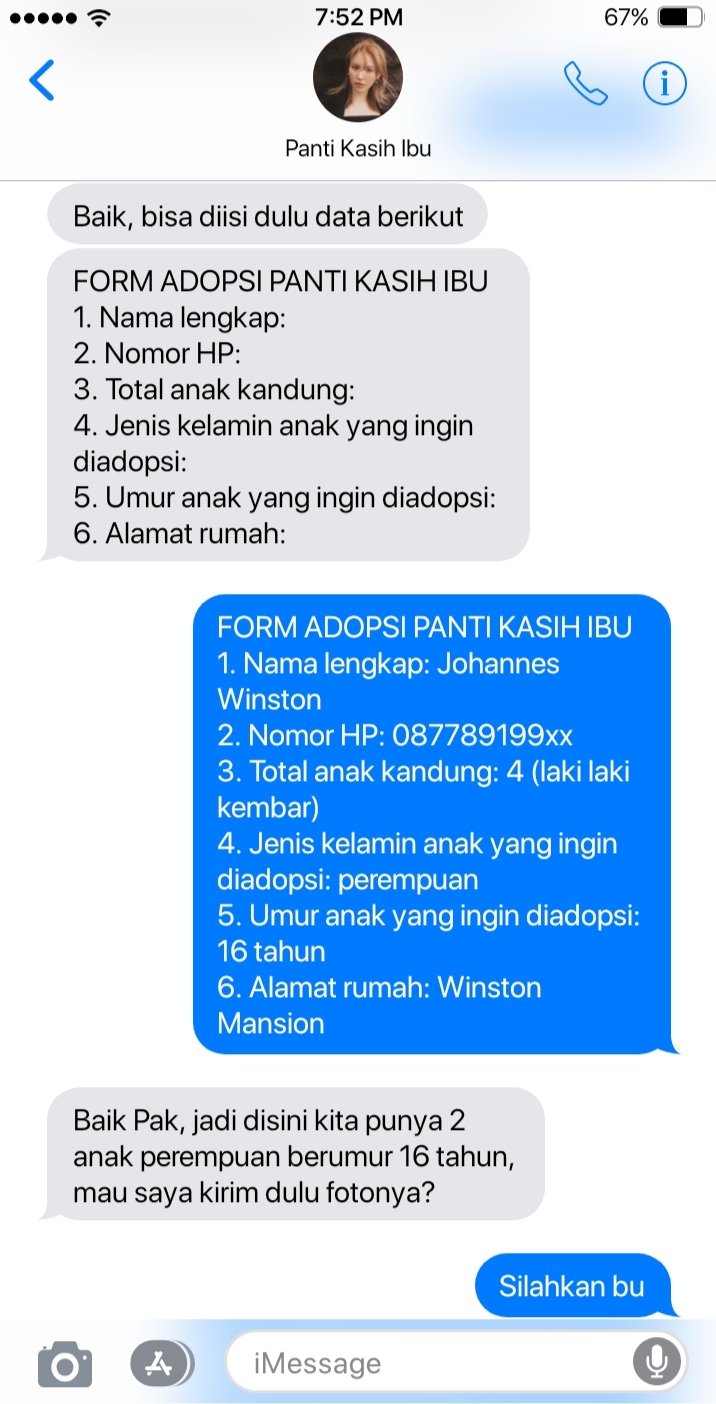 7:52 PM
67%
Panti Kasih Ibu
Baik, bisa diisi dulu data berikut
FORM ADOPSI PANTI KASIH IBU
1. Nama lengkap:
2. Nomor HP:
3. Total anak kandung:
4. Jenis kelamin anak yang ingin
diadopsi:
5. Umur anak yang ingin diadopsi:
6. Alamat rumah:
FORM ADOPSI PANTI KASIH IBU
1. Nama lengkap: Johannes
Winston
2. Nomor HP: 087789199xx
3. Total anak kandung: 4 (laki laki
kembar)
4. Jenis kelamin anak yang ingin
diadopsi: perempuan
5. Umur anak yang ingin diadopsi:
16 tahun
6. Alamat rumah: Winston
Mansion
Baik Pak, jadi disini kita punya 2
anak perempuan berumur 16 tahun,
mau saya kirim dulu fotonya?
Silahkan bu
iMessage